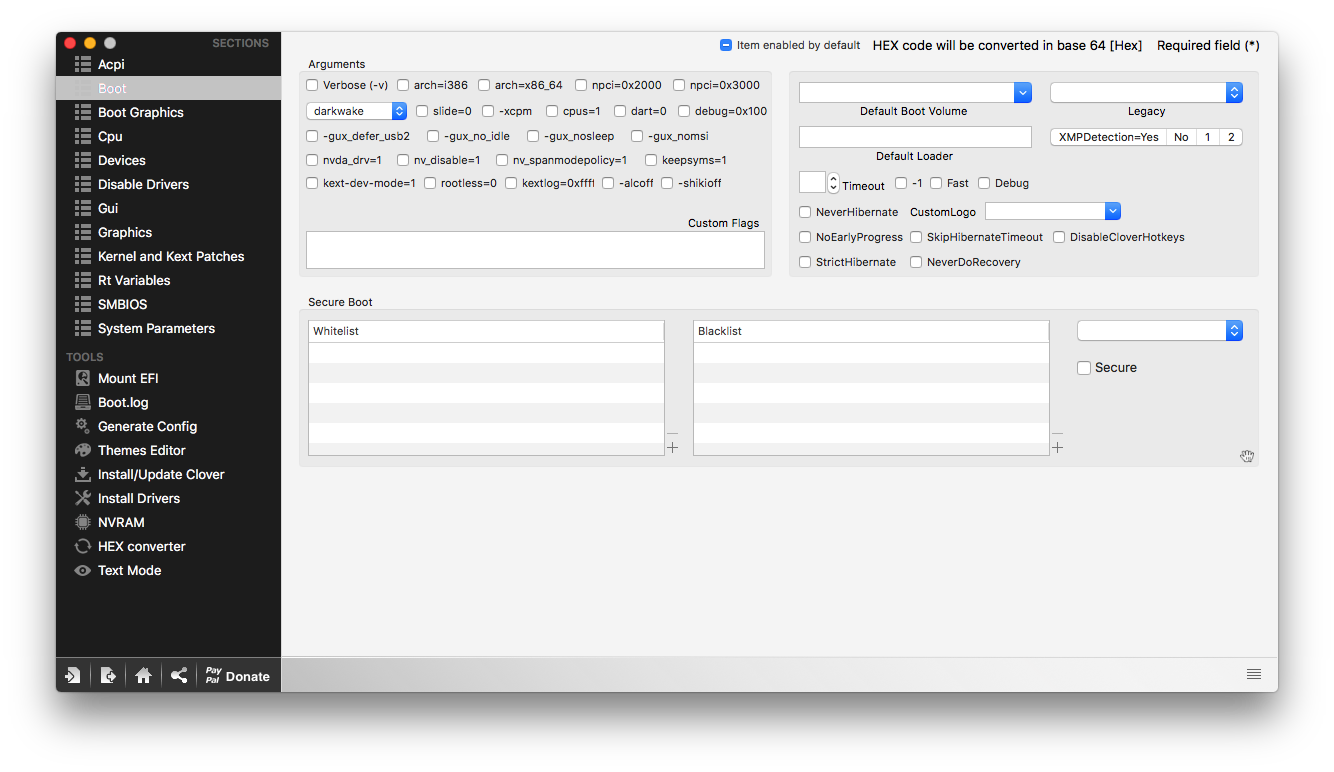 SECTIONS
Acpi
Boot
Boot Graphics
Cpu
Devices
Disable Drivers
Gui
Graphics
Kernel and Kext Patches
Rt Variables
SMBIOS
System Parameters
TOOLS
Mount EFI
Boot.log
Generate Config
Themes Editor
Install/Update Clover
Install Drivers
NVRAM
HEX converter
Text Mode
Pay
Pal Donate
Item enabled by default HEX code will be converted in base 64 [Hex] Required field (*)
Arguments
Verbose (-v) arch=i386 arch=x86_64 npci=0x2000 npci=0x3000
darkwake slide=0 -xcpm cpus=1 dart=0 debug=0x100
-gux_defer_usb2 -gux_no_idle -gux_nosleep -gux_nomsi
nvda_drv=1 nv_disable=1 nv_spanmodepolicy=1 keepsyms=1
kext-dev-mode=1 rootless=0 kextlog=0xffff -alcoff -shikioff
Custom Flags
Default Boot Volume Legacy
XMPDetection=Yes No 1 2
Default Loader
Timeout -1 Fast Debug
NeverHibernate CustomLogo
NoEarlyProgress SkipHibernateTimeout DisableCloverHotkeys
StrictHibernate NeverDoRecovery
Secure Boot
Whitelist Blacklist
Secure